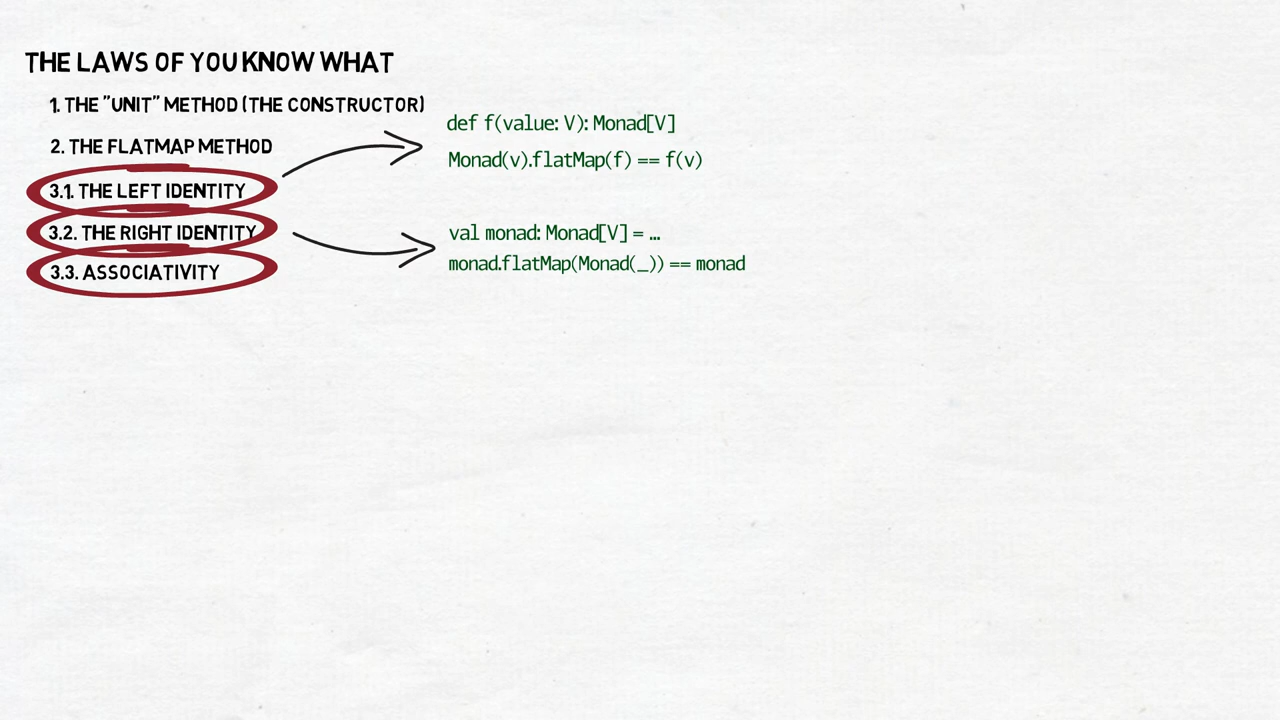 THE LAWS OF YOU KNOW WHAT
1. THE "UNIT" METHOD (THE CONSTRUCTOR)
2. THE FLATMAP METHOD
3.1. THE LEFT IDENTITY
3.2. THE RIGHT IDENTITY
3.3. ASSOCIATIVITY
def f(value: V): Monad[V]
Monad(v).flatMap(f) == f(v)
val monad: Monad[V] = ...
monad.flatMap(Monad(_)) == monad